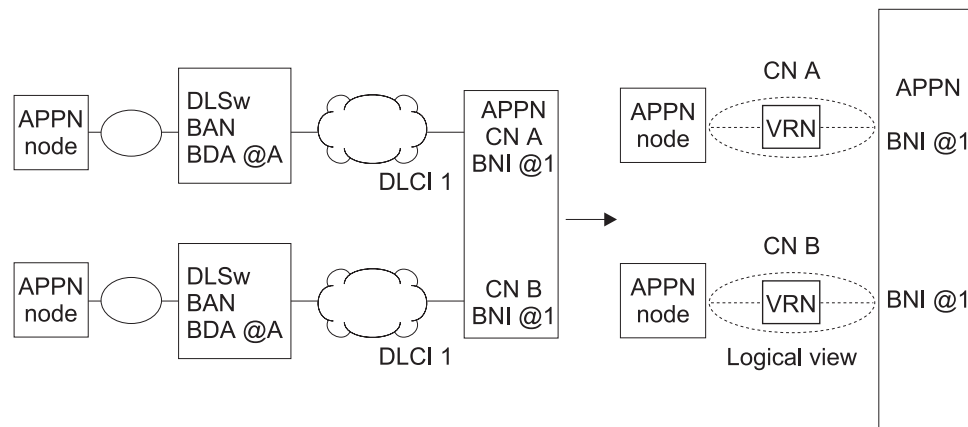 APPN
node
DLSw
BAN
BDA @A
DLCI 1
APPN
CN A
BNI @1
APPN
node
DLSw
BAN
BDA @A
DLCI 1
CN B
BNI @1
CN A
APPN
node
VRN
APPN
BNI @1
CN B
APPN
node
VRN
BNI @1
Logical view